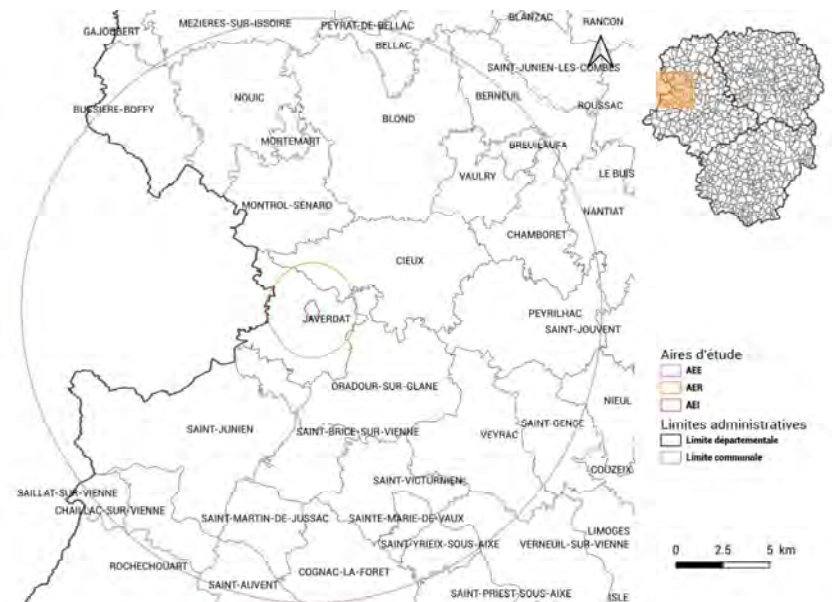 MEZIERES-SUR-ISSOIRE
PEYRAT-DE-BELLAC
BLANZAC
RANCON
GAJOUBERT
BELLAC
SAINT-JUNIEN-LES-COMBES
NOUIC
BERNEUIL
ROUSSAC
BUSSIERE-BOFFY
BLOND
MORTEMART
BREUILAUFA
VAULRY
LE BUIS
MONTROL-SENARD
NANTIAT
CHAMBORET
CIEUX
JAVERDAT
PEYRILHAC
SAINT-JOUVENT
ORADOUR-SUR-GLANE
NIEUL
SAINT-JUNIEN
SAINT-BRICE-SUR-VIENNE
VEYRAC
SAINT-GENCE
COUZEIX
SAINT-VICTURNIEN
SAILLAT-SUR-VIENNE
CHAILLAC-SUR-VIENNE
SAINT-MARTIN-DE-JUSSAC
SAINTE-MARIE-DE-VAUX
LIMOGES
SAINT-YRIEIX-SOUS-AIXE
VERNEUIL-SUR-VIENNE
ROCHECHOUART
COGNAC-LA-FORET
SAINT-AUVENT
SAINT-PRIEST-SOUS-AIXE
ISLE
Aires d'étude
AEE
AER
AEI
Limites administratives
Limite départementale
Limite communale
0 2.5 5 km